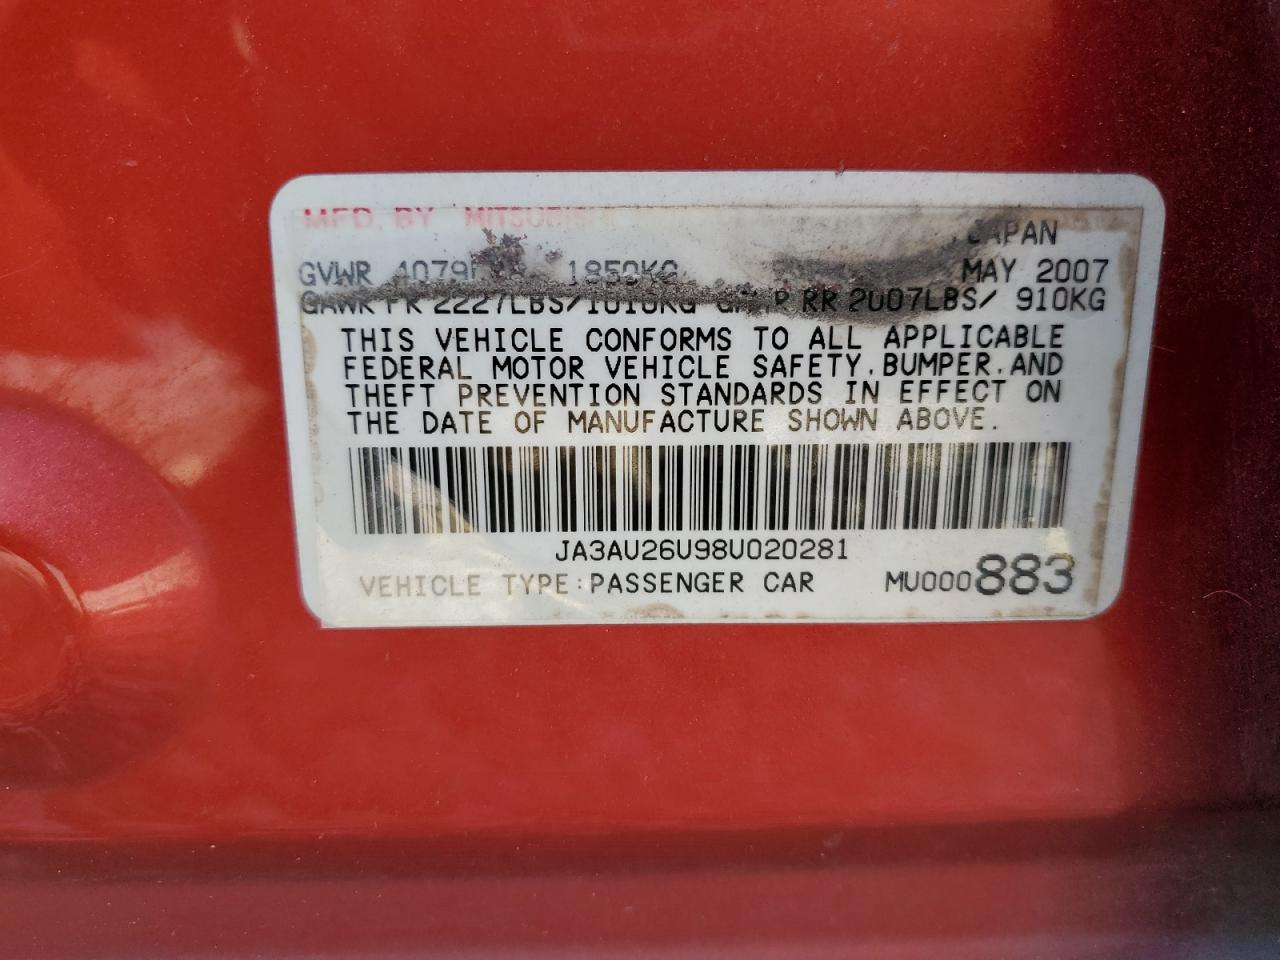 MFD. BY MITSUBISHI JAPAN
GVWR 1850KG MAY 2007
GAWR FR 2227LBS/1010KG RR 2007LBS/ 910KG
THIS VEHICLE CONFORMS TO ALL APPLICABLE
FEDERAL MOTOR VEHICLE SAFETY, BUMPER, AND
THEFT PREVENTION STANDARDS IN EFFECT ON
THE DATE OF MANUFACTURE SHOWN ABOVE.
JA3AU26U98U020281
VEHICLE TYPE:PASSENGER CAR MU000883